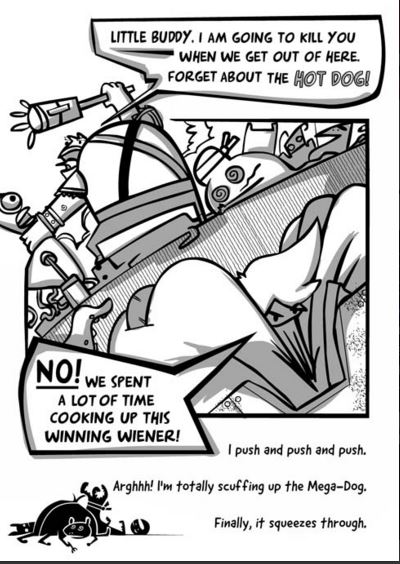 LITTLE BUDDY. I AM GOING TO KILL YOU
WHEN WE GET OUT OF HERE.
FORGET ABOUT THE HOT DOG!
NO! WE SPENT
A LOT OF TIME
COOKING UP THIS
WINNING WIENER!
I push and push and push.
Arghhh! I'm totally scuffing up the Mega-Dog.
Finally, it squeezes through.